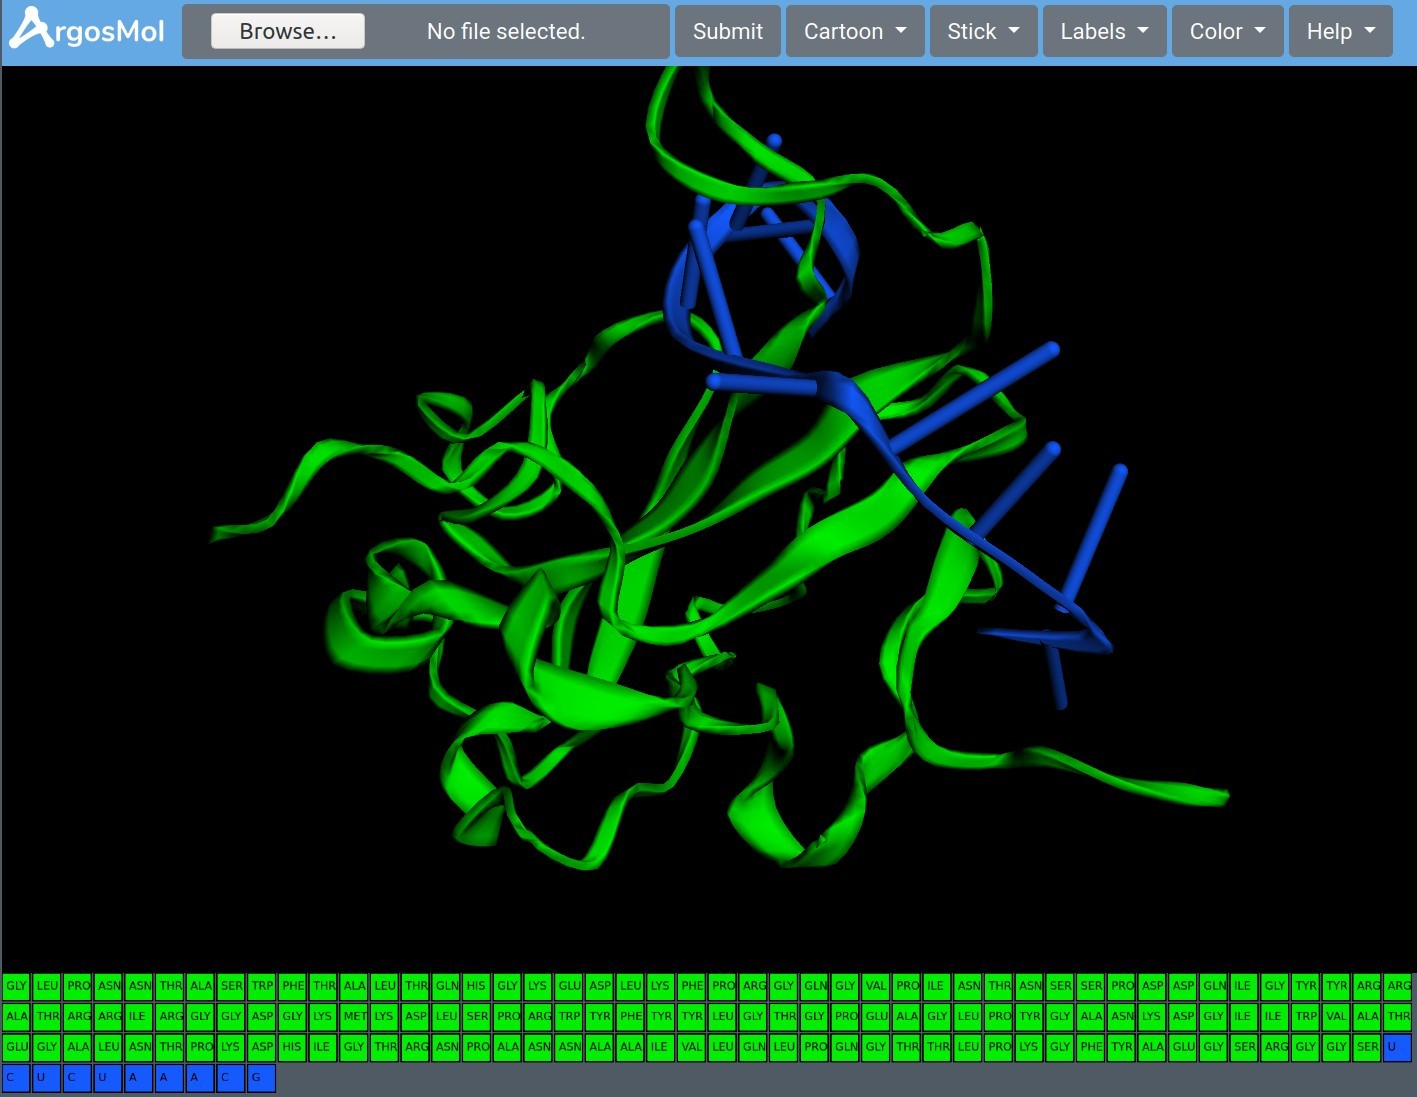 ArgosMol Browse... No file selected. Submit Cartoon Stick Labels Color Help
GLY LEU PRO ASN ASN THR ALA SER TRP PHE THR ALA LEU THR GLN HIS GLY LYS GLU ASP LEU LYS PHE PRO ARG GLY GLN GLY VAL PRO ILE ASN THR ASN SER SER PRO ASP ASP GLN ILE GLY TYR TYR ARG ARG
ALA THR ARG ARG ILE ARG GLY GLY ASP GLY LYS MET LYS ASP LEU SER PRO ARG TRP TYR PHE TYR TYR LEU GLY THR GLY PRO GLU ALA GLY LEU PRO TYR GLY ALA ASN LYS ASP GLY ILE ILE TRP VAL ALA THR
GLU GLY ALA LEU ASN THR PRO LYS ASP HIS ILE GLY THR ARG ASN PRO ALA ASN ASN ALA ALA ILE VAL LEU GLN LEU PRO GLN GLY THR THR LEU PRO LYS GLY PHE TYR ALA GLU GLY SER ARG GLY GLY SER U
C U C U A A A C G